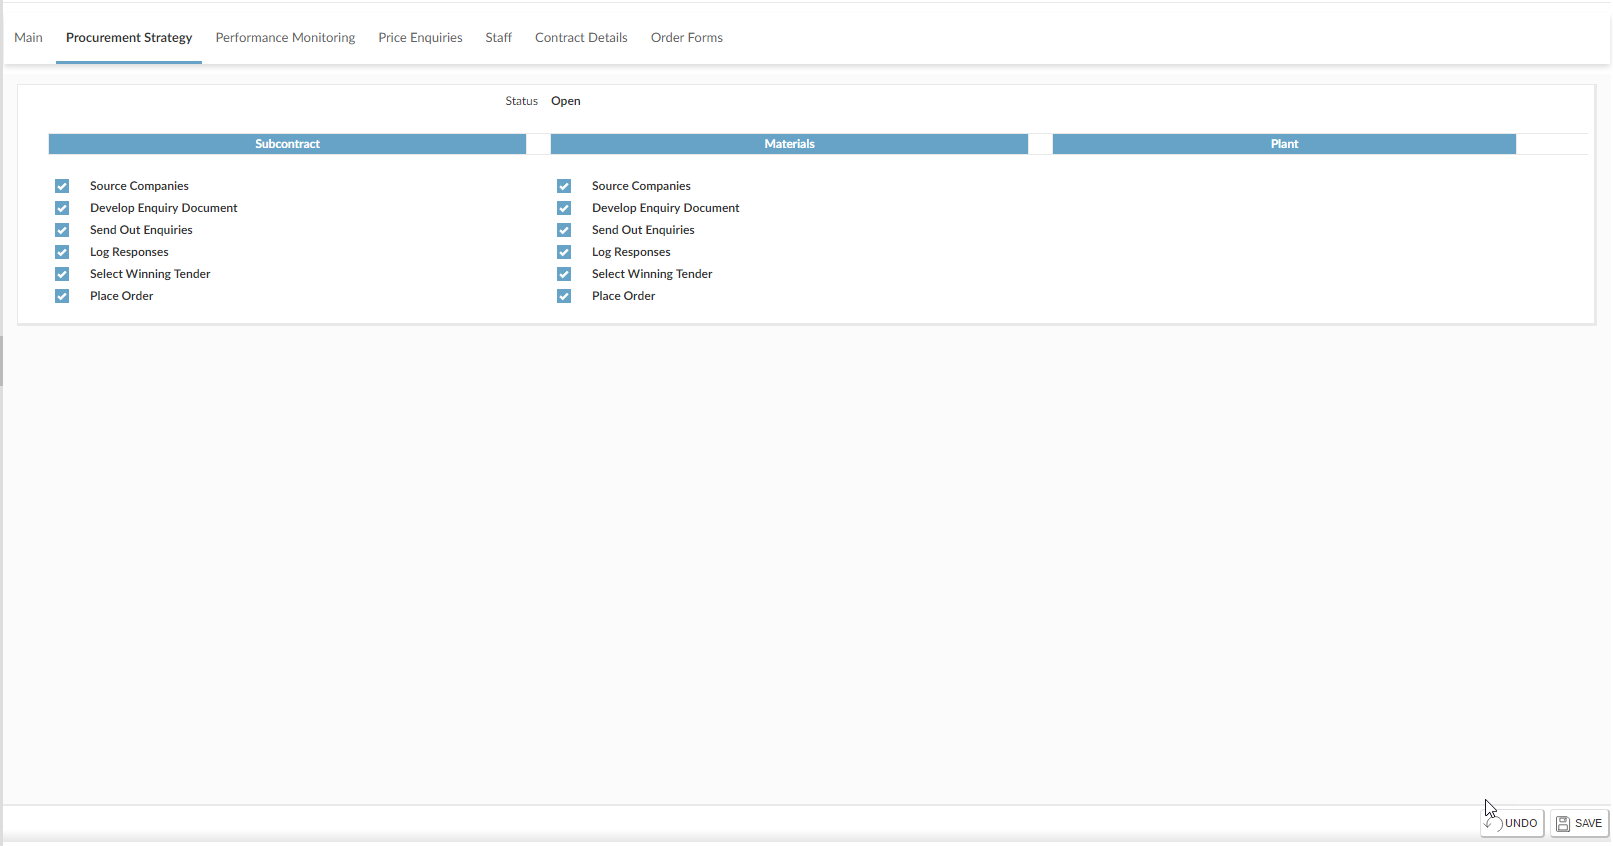 Main Procurement Strategy Performance Monitoring Price Enquiries Staff Contract Details Order Forms
Status Open
Subcontract Materials Plant
Source Companies Source Companies
Develop Enquiry Document Develop Enquiry Document
Send Out Enquiries Send Out Enquiries
Log Responses Log Responses
Select Winning Tender Select Winning Tender
Place Order Place Order
UNDO SAVE